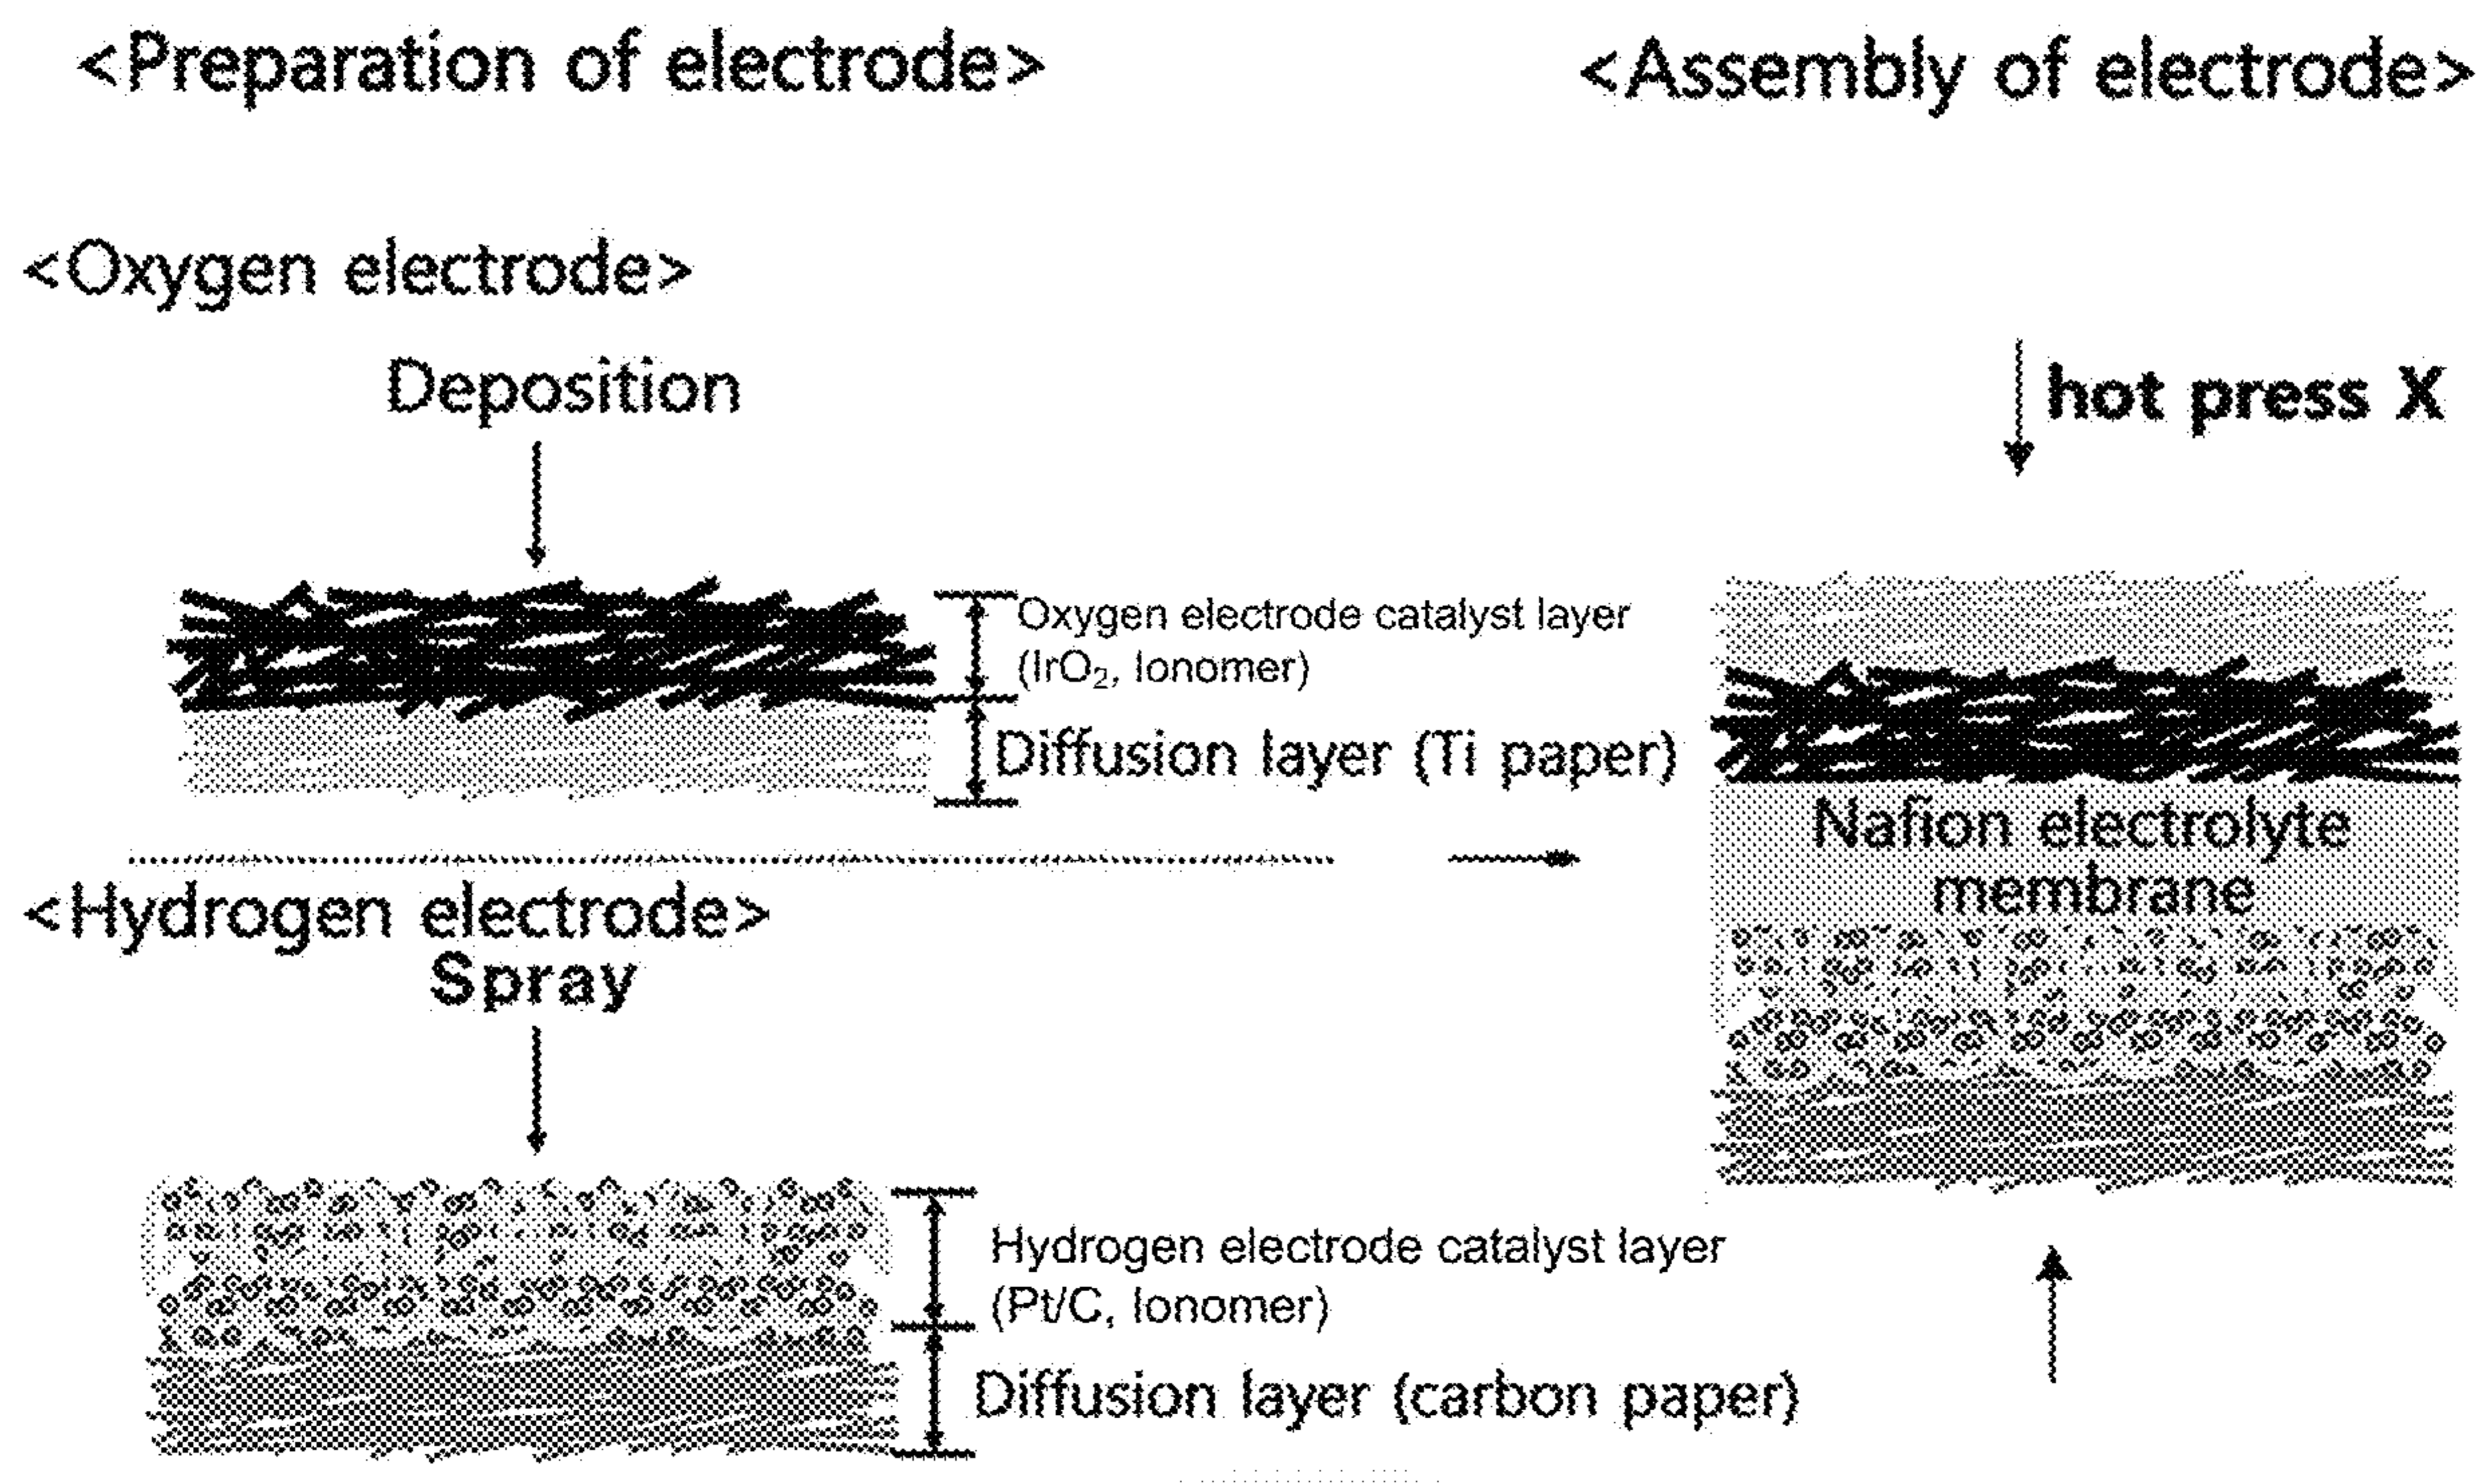 <Preparation of electrode>
<Assembly of electrode>
<Oxygen electrode>
Deposition
hot press X
Oxygen electrode catalyst layer
(IrO₂, Ionomer)
Diffusion layer (Ti paper)
Nafion electrolyte
membrane
<Hydrogen electrode>
Spray
Hydrogen electrode catalyst layer
(Pt/C, Ionomer)
Diffusion layer (carbon paper)